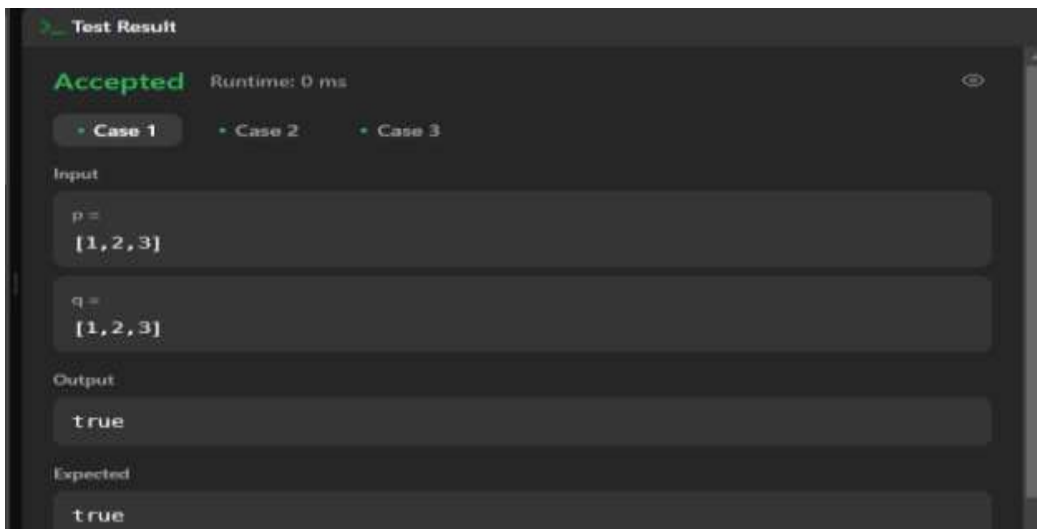 >_ Test Result
Accepted Runtime: 0 ms
• Case 1 • Case 2 • Case 3
Input
p =
[1,2,3]
q =
[1,2,3]
Output
true
Expected
true